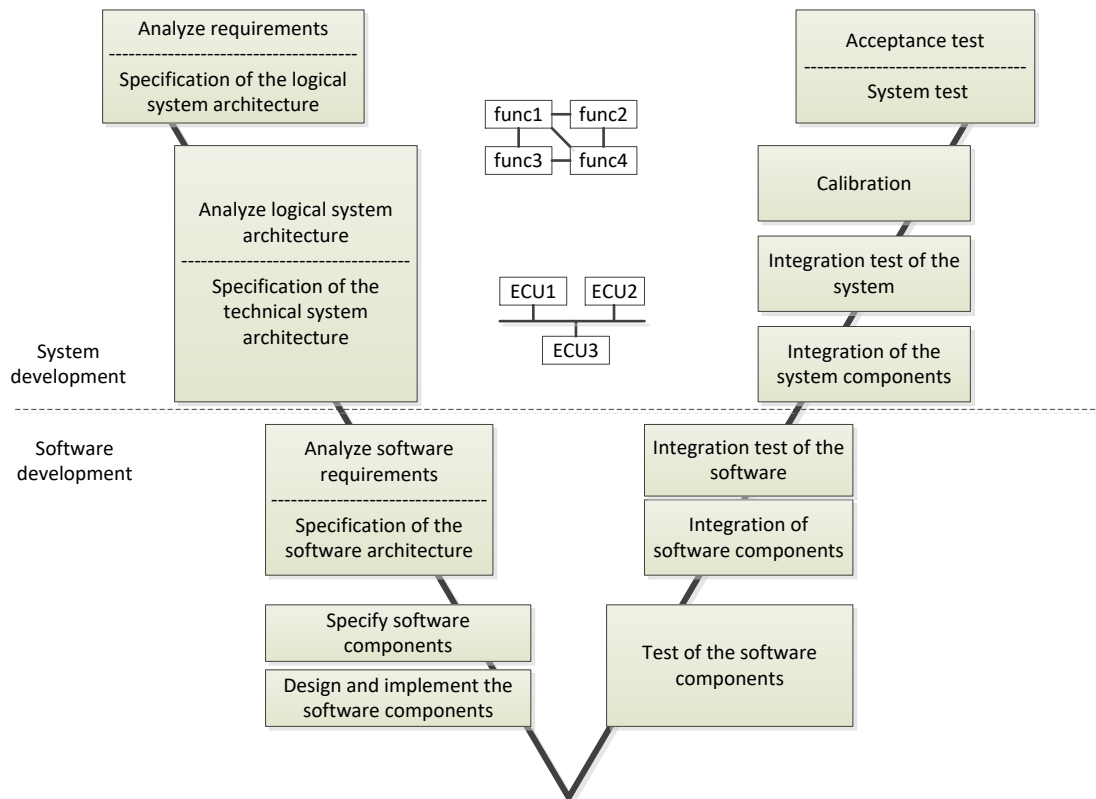 Analyze requirements
Specification of the logical
system architecture
Analyze logical system
architecture
Specification of the
technical system
architecture
System
development
Software
development
Analyze software
requirements
Specification of the
software architecture
Specify software
components
Design and implement the
software components
func1
func2
func3
func4
ECU1
ECU2
ECU3
Acceptance test
System test
Calibration
Integration test of the
system
Integration of the
system components
Integration test of the
software
Integration of
software components
Test of the software
components